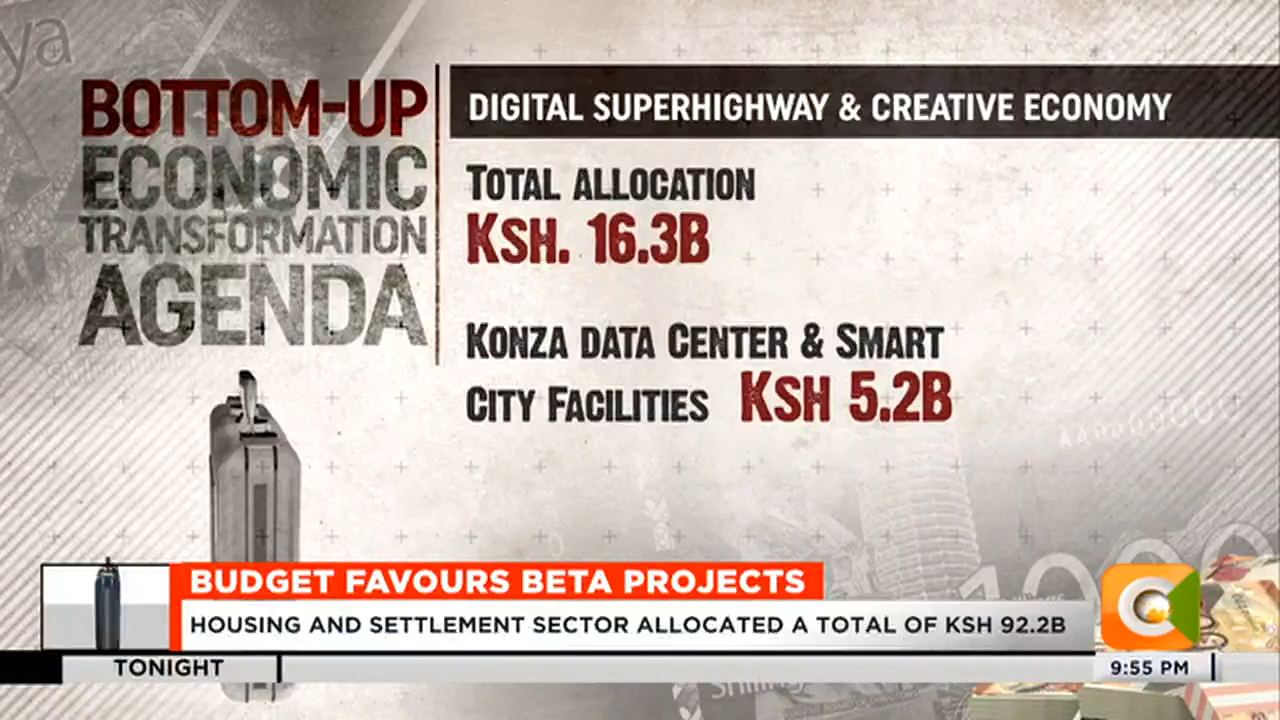 ya
BOTTOM-UP
ECONOMIC
TRANSFORMATION
AGENDA
DIGITAL SUPERHIGHWAY & CREATIVE ECONOMY
TOTAL ALLOCATION
KSH. 16.3B
KONZA DATA CENTER & SMART
CITY FACILITIES KSH 5.2B
BUDGET FAVOURS BETA PROJECTS
HOUSING AND SETTLEMENT SECTOR ALLOCATED A TOTAL OF KSH 92.2B
TONIGHT
9:55 PM